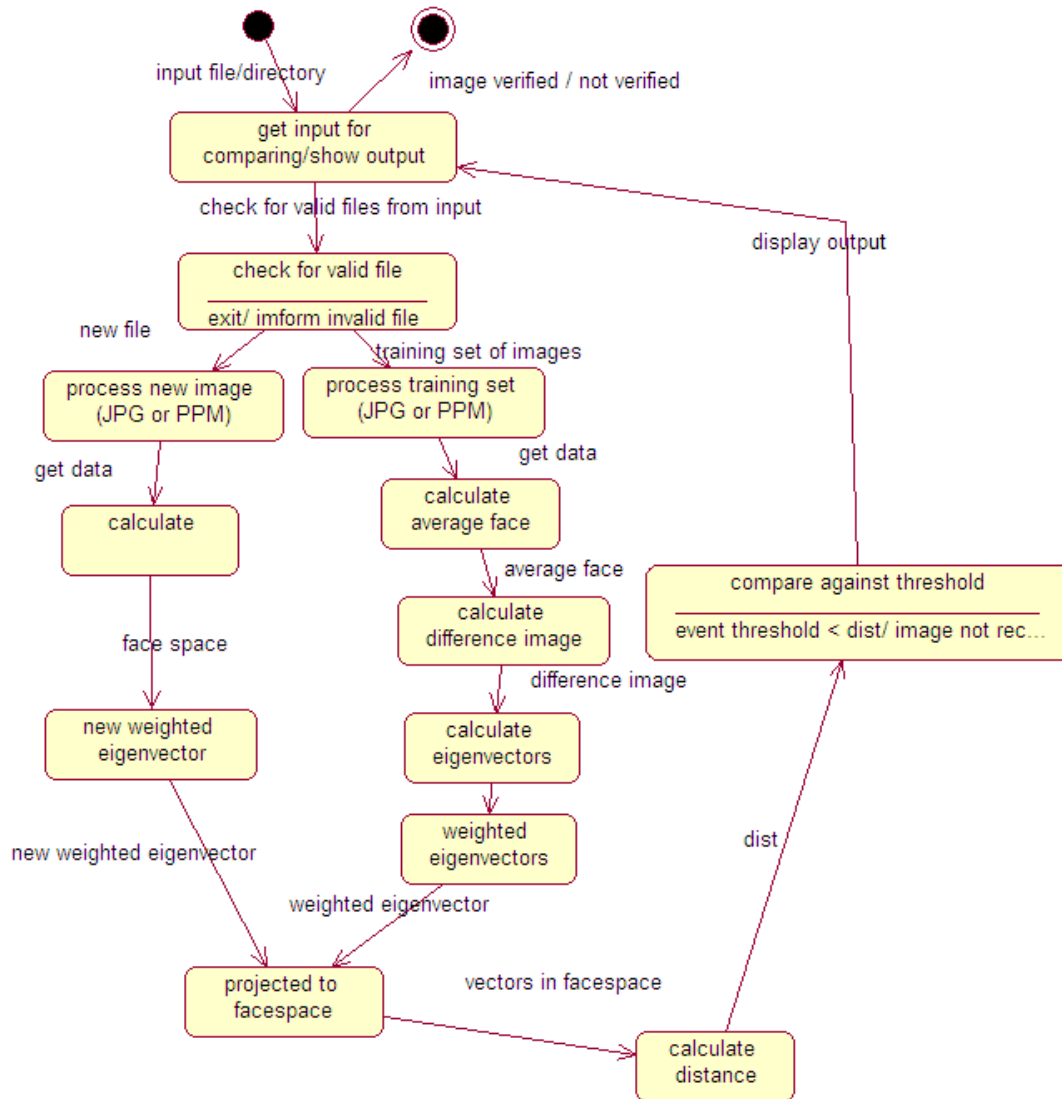 input file/directory
image verified / not verified
get input for
comparing/show output
check for valid files from input
display output
check for valid file
exit/ imform invalid file
new file
training set of images
process new image
(JPG or PPM)
process training set
(JPG or PPM)
get data
get data
calculate
calculate
average face
average face
compare against threshold
event threshold < dist/ image not rec...
calculate
difference image
face space
difference image
new weighted
eigenvector
calculate
eigenvectors
weighted
eigenvectors
dist
new weighted eigenvector
weighted eigenvector
projected to
facespace
vectors in facespace
calculate
distance